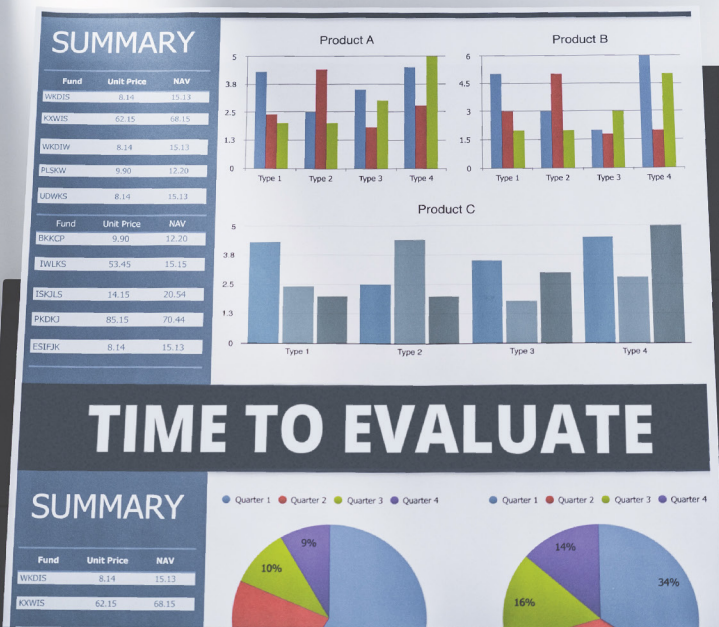 SUMMARY
Fund Unit Price NAV
WKDIS 8.14 15.13
KXWIS 62.15 68.15
WKDIW 8.14 15.13
PLSKW 9.90 12.20
UDWKS 8.14 15.13
Fund Unit Price NAV
BKKCP 9.90 12.20
IWLKS 53.45 15.15
ISKJLS 14.15 20.54
PKDKJ 85.15 70.44
ESIFJK 8.14 15.13
Product A
5
3.8
2.5
1.3
0
Type 1 Type 2 Type 3 Type 4
Product B
6
4.5
3
1.5
0
Type 1 Type 2 Type 3 Type 4
Product C
5
3.8
2.5
1.3
0
Type 1 Type 2 Type 3 Type 4
TIME TO EVALUATE
SUMMARY
Fund Unit Price NAV
WKDIS 8.14 15.13
KXWIS 62.15 68.15
Quarter 1 Quarter 2 Quarter 3 Quarter 4
9%
10%
Quarter 1 Quarter 2 Quarter 3 Quarter 4
14%
34%
16%